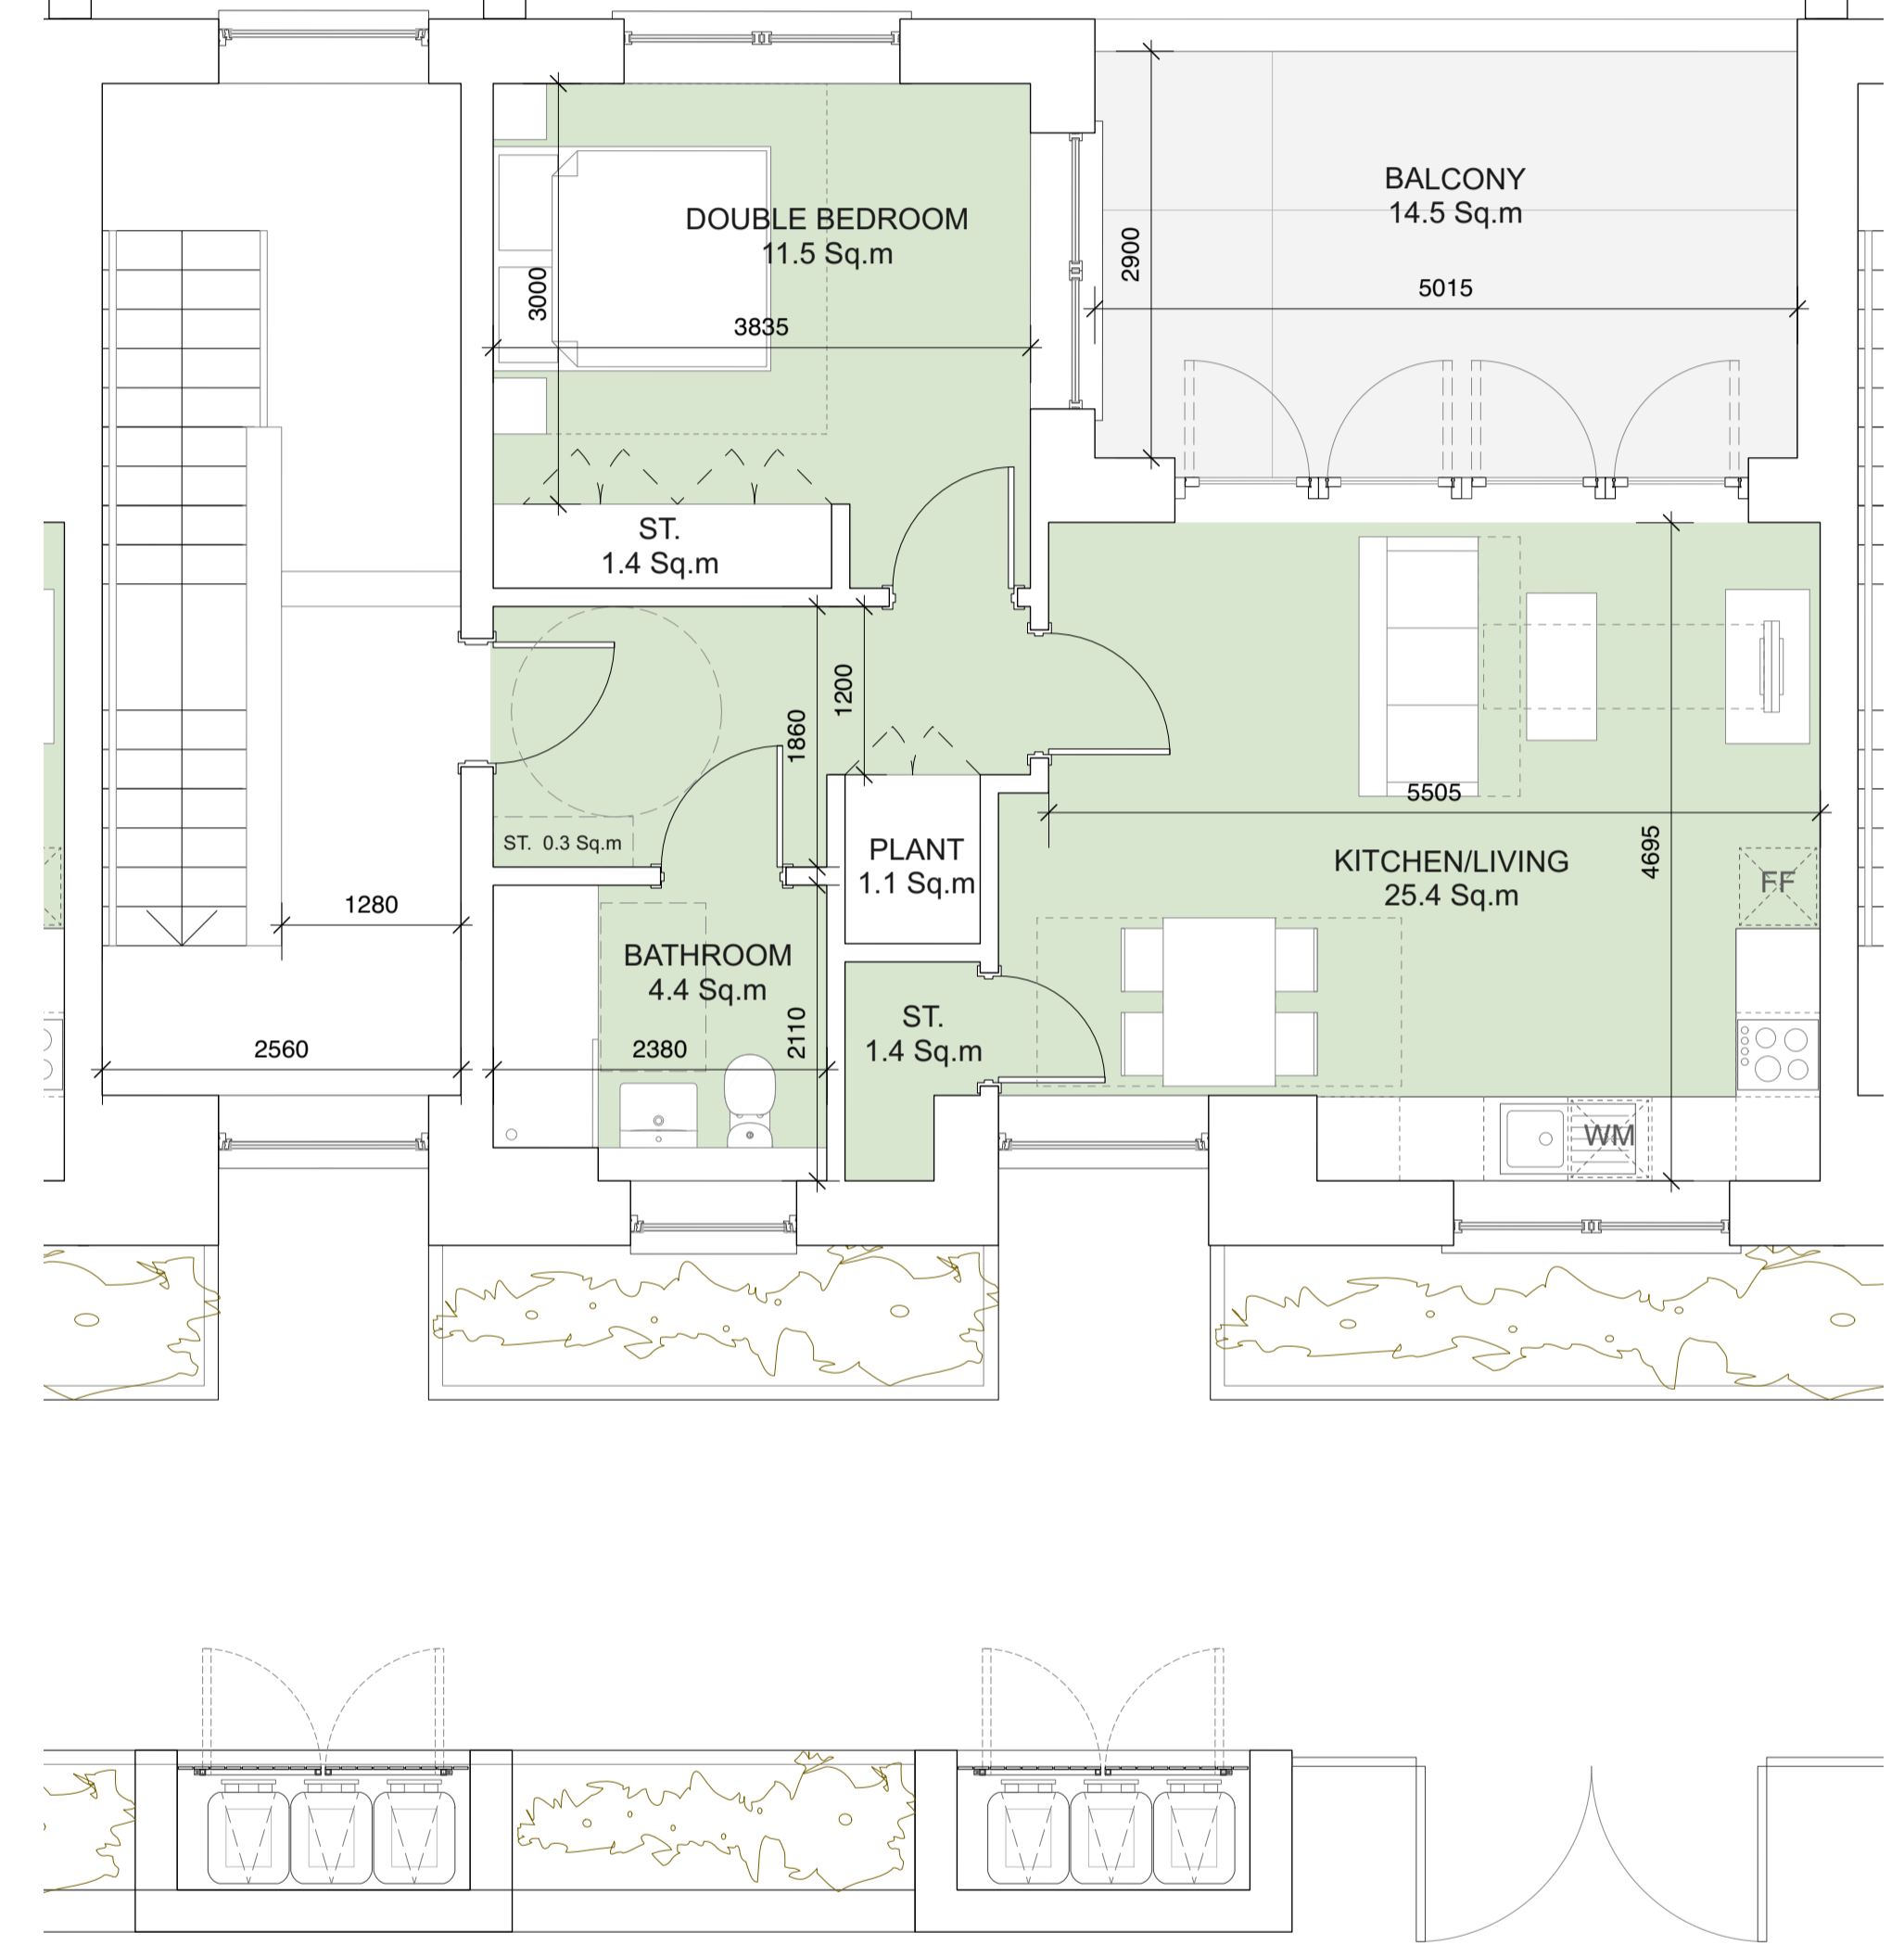 BALCONY
14.5 Sq.m
DOUBLE BEDROOM
11.5 Sq.m
2900
5015
3000
3835
ST.
1.4 Sq.m
1200
1860
5505
ST. 0.3 Sq.m
PLANT
1.1 Sq.m
KITCHEN/LIVING
25.4 Sq.m
4695
FF
1280
BATHROOM
4.4 Sq.m
ST.
1.4 Sq.m
2110
2560
2380
WM